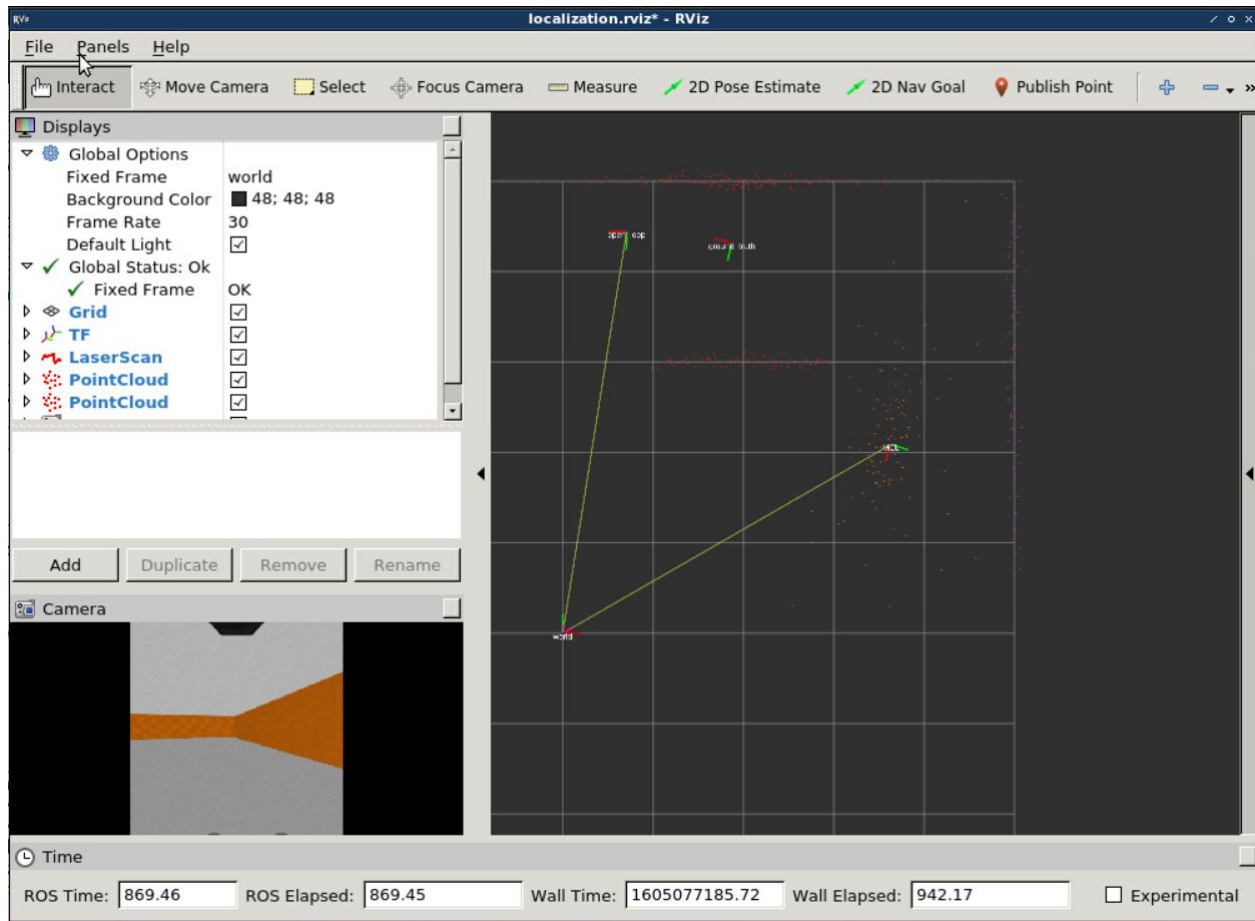 RViz
localization.rviz* - RViz
File Panels Help
Interact Move Camera Select Focus Camera Measure 2D Pose Estimate 2D Nav Goal Publish Point »
Displays
Global Options
Fixed Frame world
Background Color 48; 48; 48
Frame Rate 30
Default Light
Global Status: Ok
Fixed Frame OK
Grid
TF
LaserScan
PointCloud
PointCloud
Add Duplicate Remove Rename
Camera
ground_truth
MCL
world
Time
ROS Time: 869.46 ROS Elapsed: 869.45 Wall Time: 1605077185.72 Wall Elapsed: 942.17 Experimental